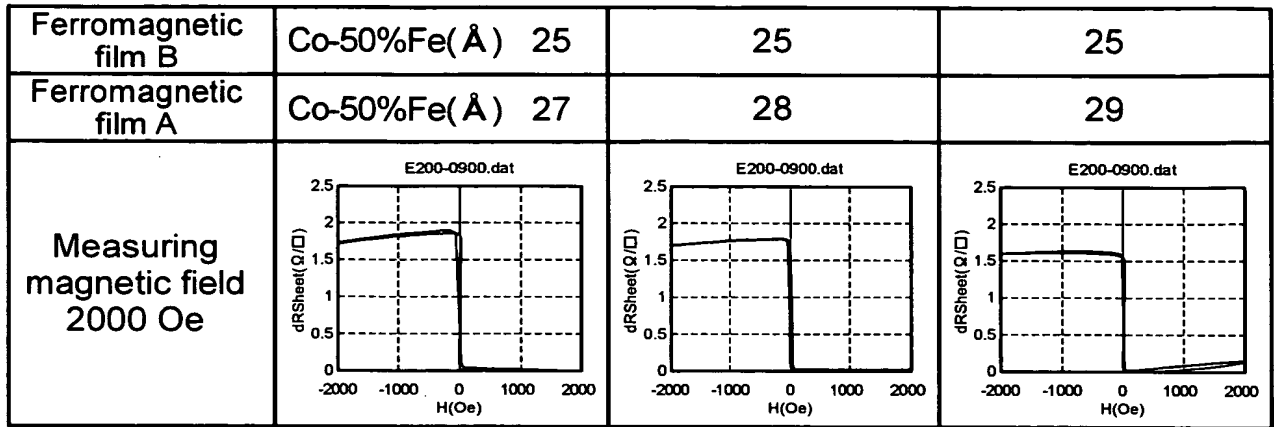 Ferromagnetic
film B
Co-50%Fe(Å) 25
25
25
Ferromagnetic
film A
Co-50%Fe(Å) 27
28
29
Measuring
magnetic field
2000 Oe
E200-0900.dat
dRSheet(Ω/□)
2.5
2
1.5
1
0.5
0
-2000 -1000 0 1000 2000
H(Oe)
E200-0900.dat
dRSheet(Ω/□)
2.5
2
1.5
1
0.5
0
-2000 -1000 0 1000 2000
H(Oe)
E200-0900.dat
dRSheet(Ω/□)
2.5
2
1.5
1
0.5
0
-2000 -1000 0 1000 2000
H(Oe)